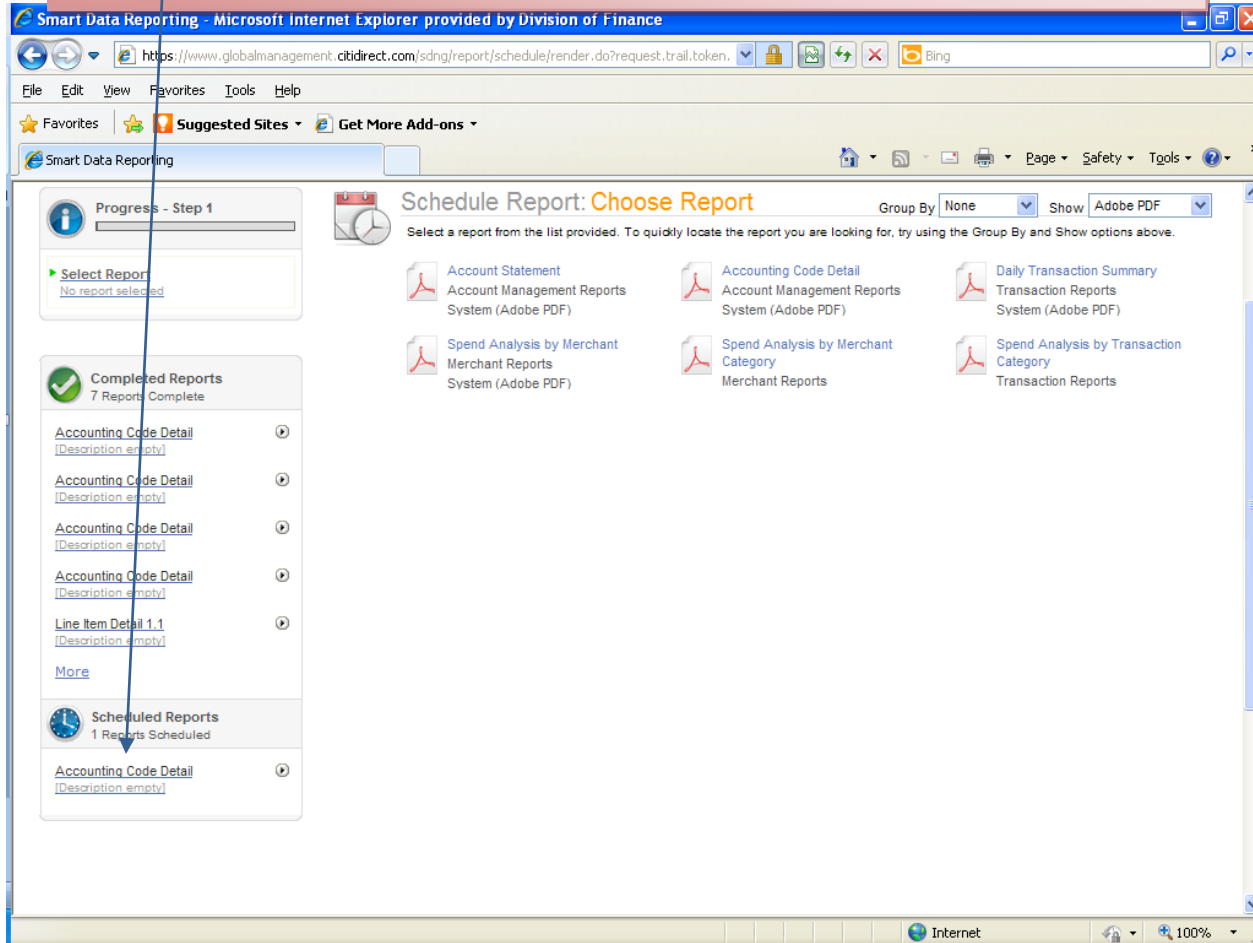 Smart Data Reporting - Microsoft Internet Explorer provided by Division of Finance
https://www.globalmanagement.citidirect.com/sdng/report/schedule/render.do?request.trail.token.
Bing
File Edit View Favorites Tools Help
Favorites Suggested Sites Get More Add-ons
Smart Data Reporting
Page Safety Tools
Progress - Step 1
Select Report
No report selected
Completed Reports
7 Reports Complete
Accounting Code Detail
[Description empty]
Accounting Code Detail
[Description empty]
Accounting Code Detail
[Description empty]
Accounting Code Detail
[Description empty]
Line Item Detail 1.1
[Description empty]
More
Scheduled Reports
1 Reports Scheduled
Accounting Code Detail
[Description empty]
Schedule Report: Choose Report
Group By None Show Adobe PDF
Select a report from the list provided. To quickly locate the report you are looking for, try using the Group By and Show options above.
Account Statement
Account Management Reports
System (Adobe PDF)
Accounting Code Detail
Account Management Reports
System (Adobe PDF)
Daily Transaction Summary
Transaction Reports
System (Adobe PDF)
Spend Analysis by Merchant
Merchant Reports
System (Adobe PDF)
Spend Analysis by Merchant
Category
Merchant Reports
Spend Analysis by Transaction
Category
Transaction Reports
Internet
100%